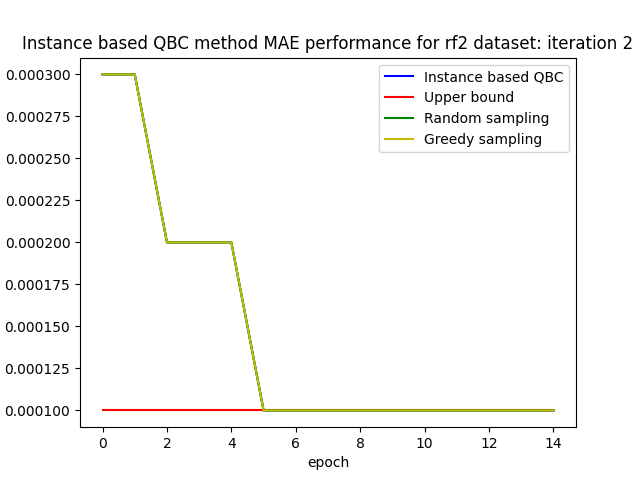 Instance based QBC method MAE performance for rf2 dataset: iteration 2
0.000300
0.000275
0.000250
0.000225
0.000200
0.000175
0.000150
0.000125
0.000100
Instance based QBC
Upper bound
Random sampling
Greedy sampling
0 2 4 6 8 10 12 14
epoch